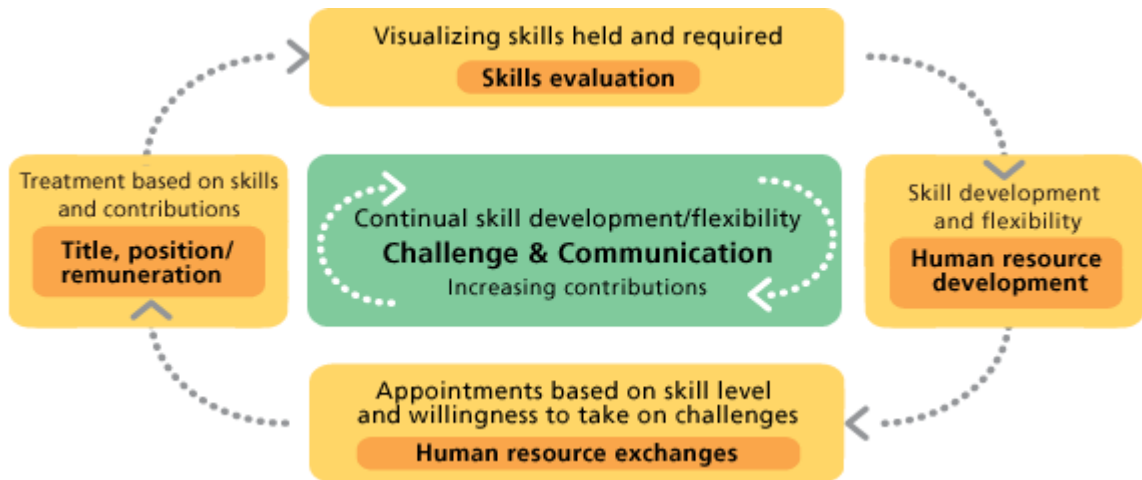 Visualizing skills held and required
Skills evaluation
Treatment based on skills
and contributions
Title, position/
remuneration
Continual skill development/flexibility
Challenge & Communication
Increasing contributions
Skill development
and flexibility
Human resource
development
Appointments based on skill level
and willingness to take on challenges
Human resource exchanges